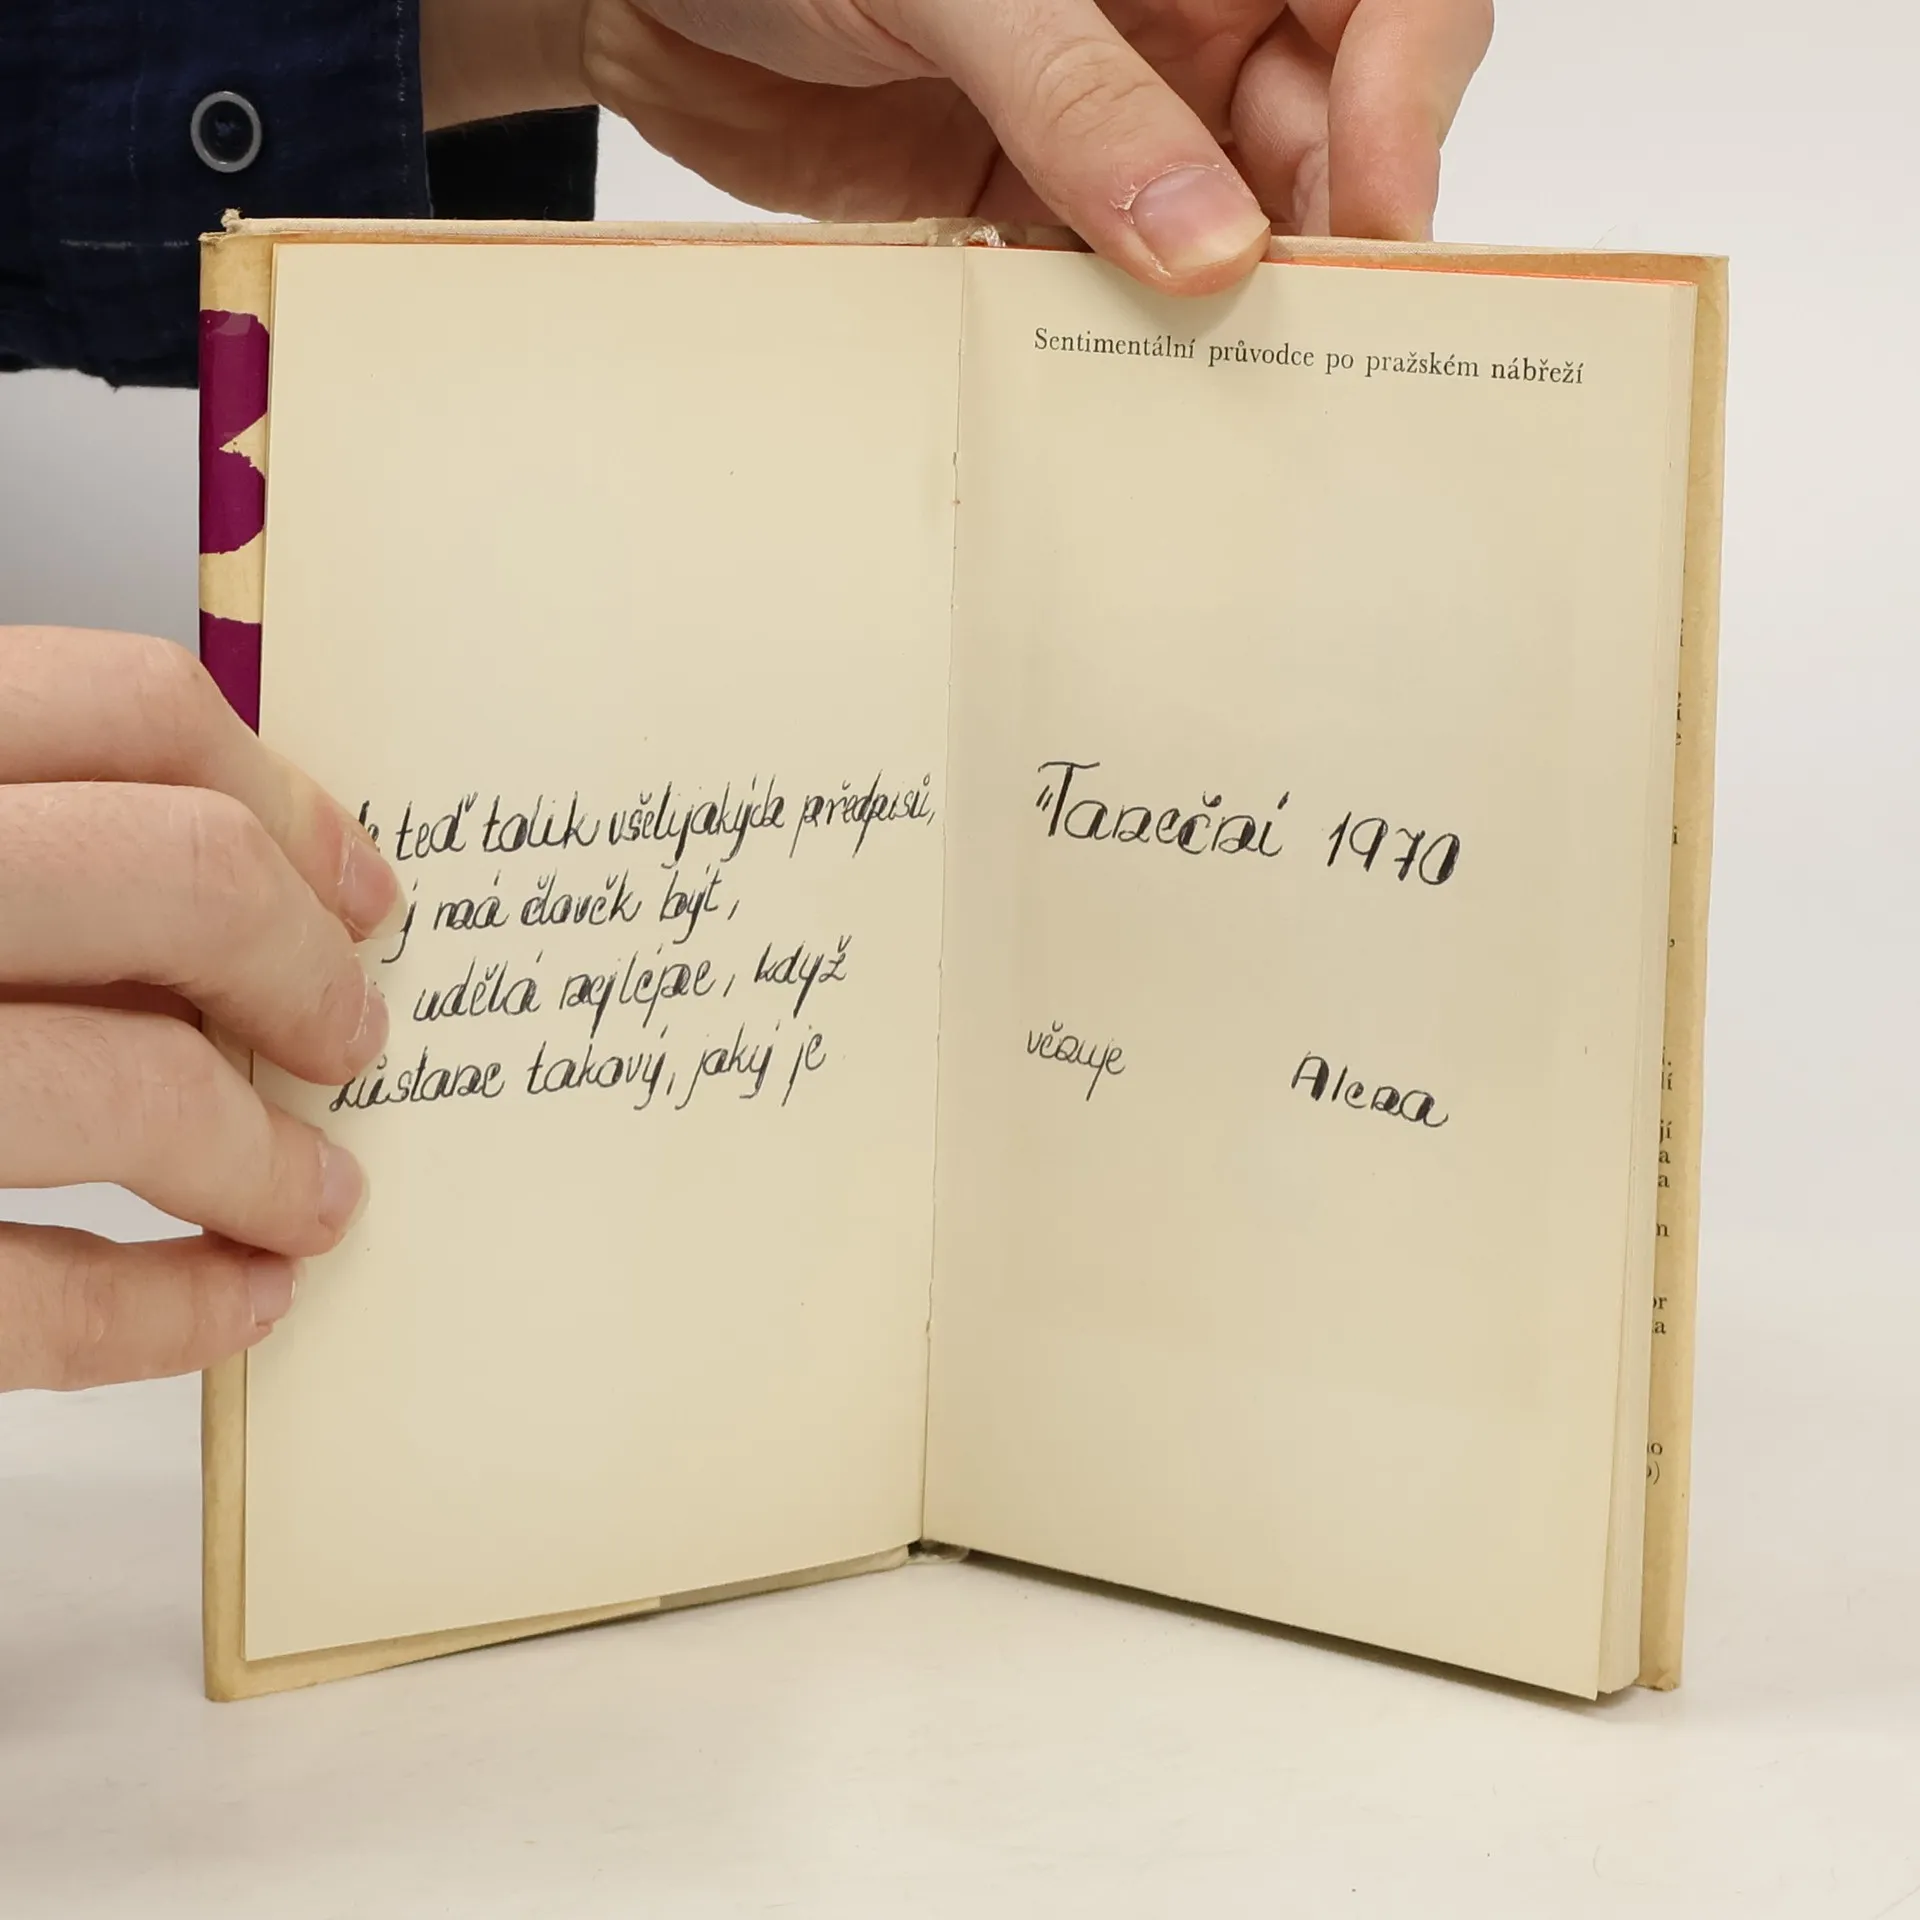 teď tolik všelijakých předpisů,
má člověk být,
udělá nejlépe, když
zůstane takový, jaký je
Sentimentální průvodce po pražském nábřeží
"Taneční 1970
věnuje Alena